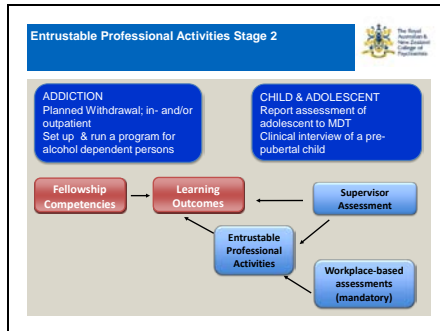 Entrustable Professional Activities Stage 2
The Royal
Australian &
New Zealand
College of
Psychiatrists
ADDICTION
Planned Withdrawal; in- and/or
outpatient
Set up & run a program for
alcohol dependent persons
CHILD & ADOLESCENT
Report assessment of
adolescent to MDT
Clinical interview of a pre-
pubertal child
Fellowship
Competencies
Learning
Outcomes
Supervisor
Assessment
Entrustable
Professional
Activities
Workplace-based
assessments
(mandatory)